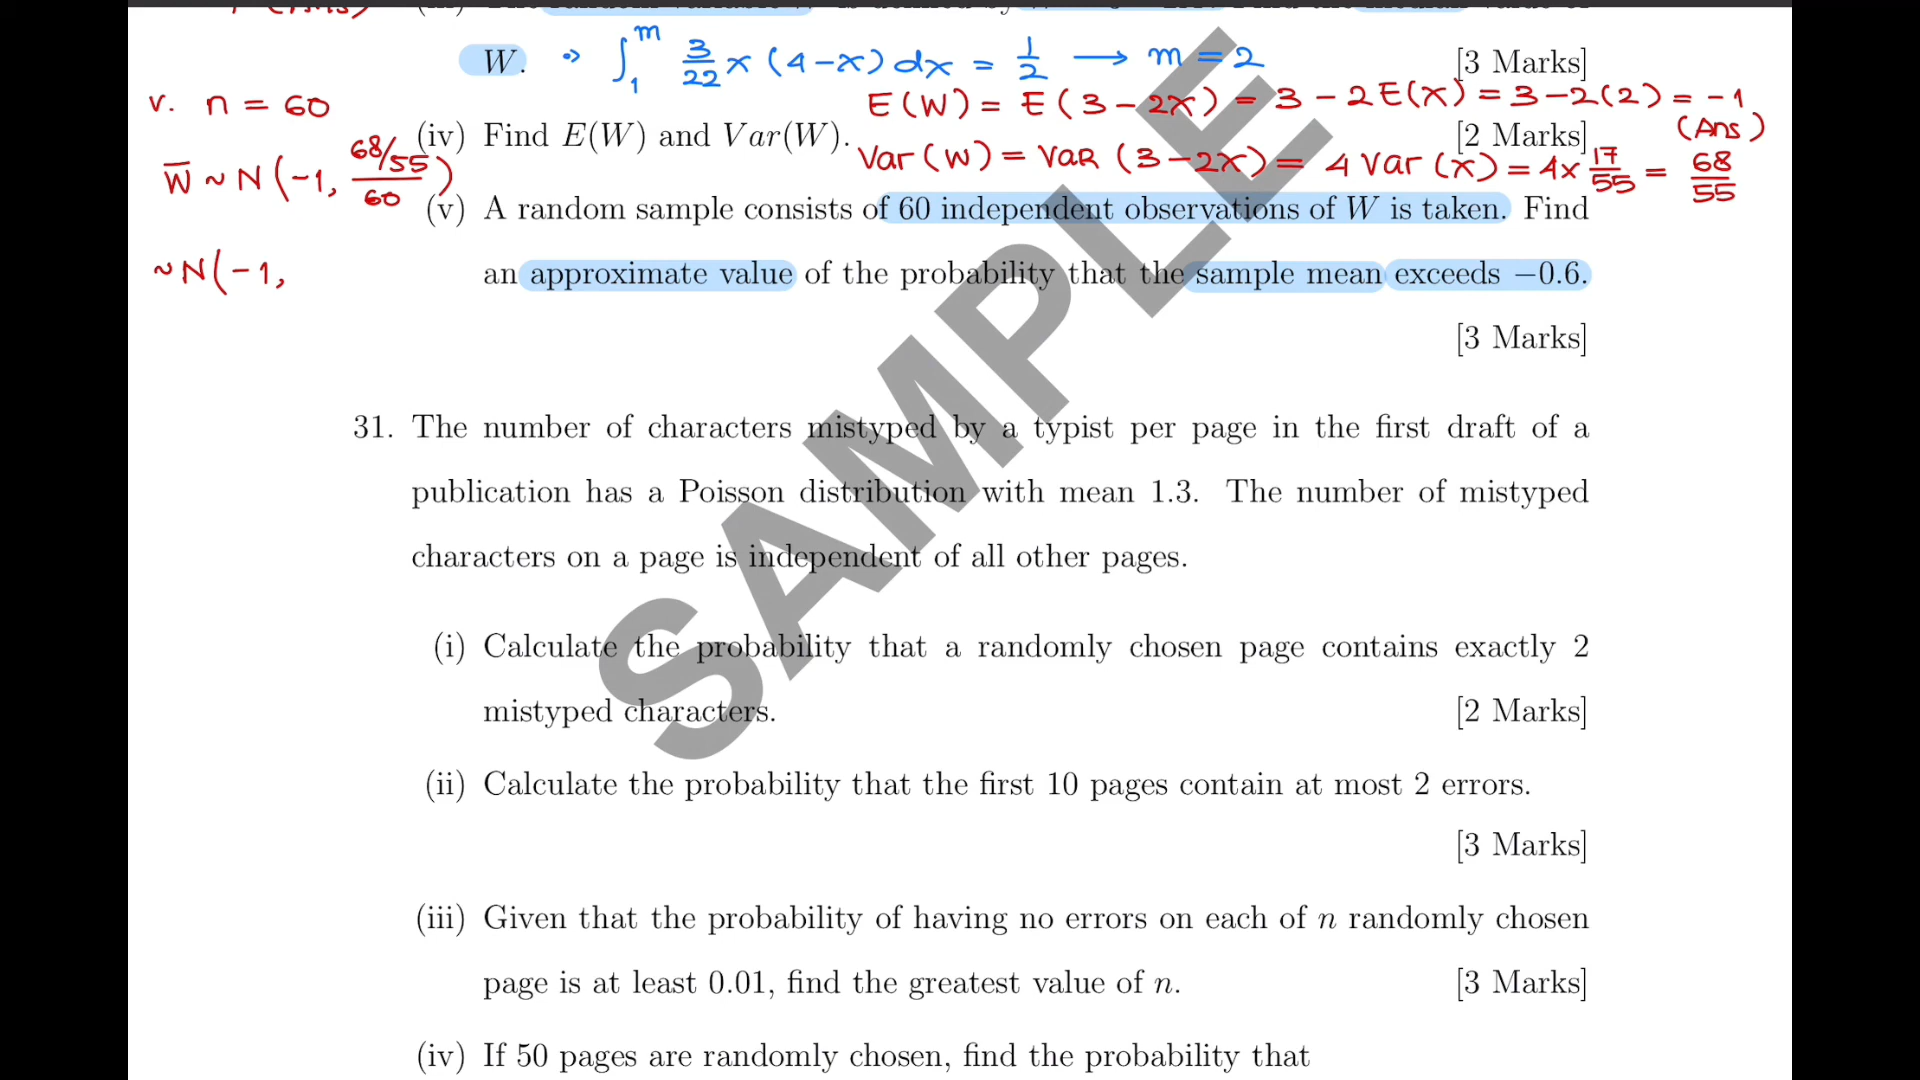 W. => ∫₁ᵐ 3/22 x (4-x) dx = 1/2 → m = 2 [3 Marks]
v. n = 60
E(W) = E(3-2x) = 3-2E(x) = 3-2(2) = -1 (Ans)
(iv) Find E(W) and Var(W). [2 Marks]
W̅ ~ N(-1, (68/55)/60)
Var(W) = VaR (3-2x) = 4 Var(x) = 4x 17/55 = 68/55
(v) A random sample consists of 60 independent observations of W is taken. Find
~N(-1,
an approximate value of the probability that the sample mean exceeds −0.6.
[3 Marks]
31. The number of characters mistyped by a typist per page in the first draft of a
publication has a Poisson distribution with mean 1.3. The number of mistyped
characters on a page is independent of all other pages.
(i) Calculate the probability that a randomly chosen page contains exactly 2
mistyped characters. [2 Marks]
(ii) Calculate the probability that the first 10 pages contain at most 2 errors.
[3 Marks]
(iii) Given that the probability of having no errors on each of n randomly chosen
page is at least 0.01, find the greatest value of n. [3 Marks]
(iv) If 50 pages are randomly chosen, find the probability that
SAMPLE